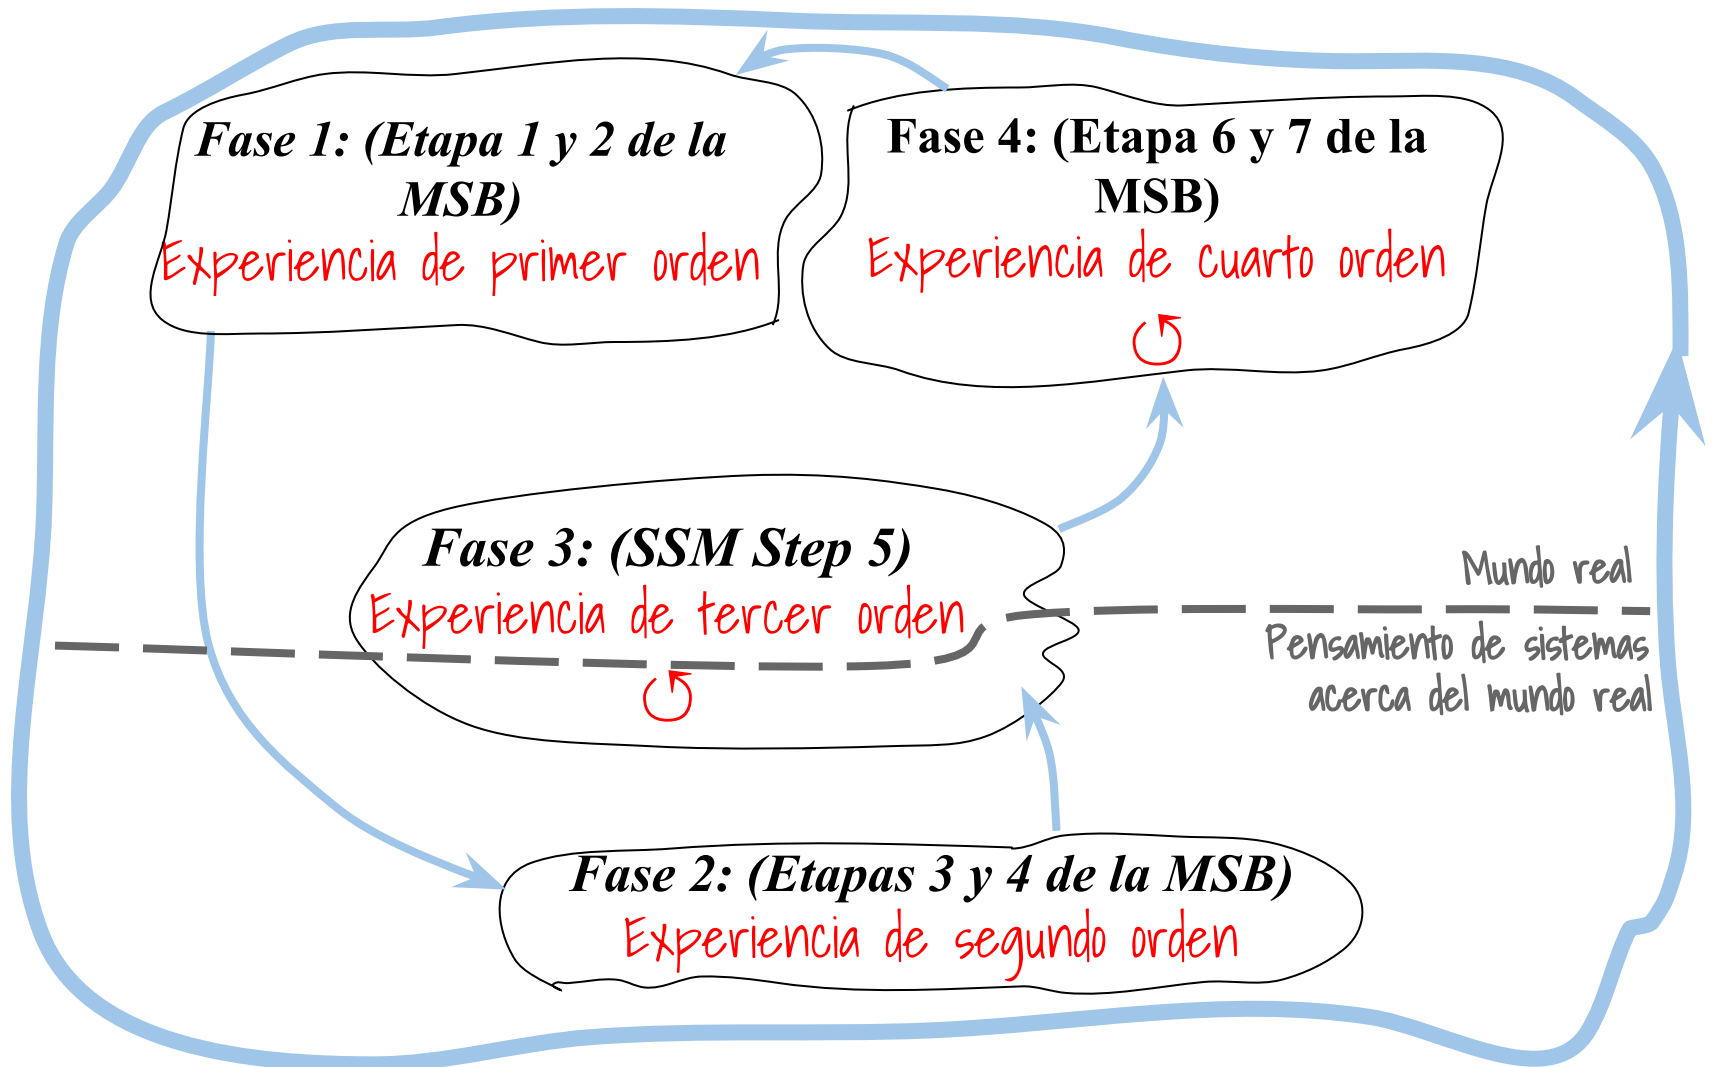 Fase 1: (Etapa 1 y 2 de la
MSB)
Experiencia de primer orden
Fase 4: (Etapa 6 y 7 de la
MSB)
Experiencia de cuarto orden
Fase 3: (SSM Step 5)
Experiencia de tercer orden
Mundo real
Pensamiento de sistemas
acerca del mundo real
Fase 2: (Etapas 3 y 4 de la MSB)
Experiencia de segundo orden